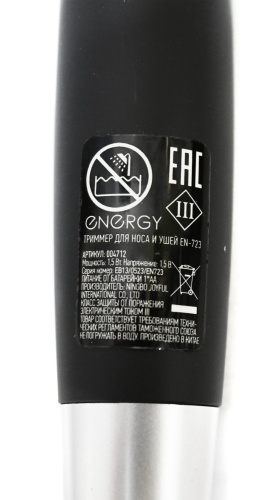 ENERGY
EAC
III
ТРИММЕР ДЛЯ НОСА И УШЕЙ EN-723
АРТИКУЛ: 004712
Мощность: 1,5 Вт Напряжение: 1,5 В
Серия номер: EB13/0523/EN723
ПИТАНИЕ ОТ БАТАРЕЙКИ 1*АА
ПРОИЗВОДИТЕЛЬ: NINGBO JOYFUL
INTERNATIONAL CO., LTD
КЛАСС ЗАЩИТЫ ОТ ПОРАЖЕНИЯ
ЭЛЕКТРИЧЕСКИМ ТОКОМ III
ТОВАР СООТВЕТСТВУЕТ ТРЕБОВАНИЯМ ТЕХНИ-
ЧЕСКИХ РЕГЛАМЕНТОВ ТАМОЖЕННОГО СОЮЗА
НЕ ПОГРУЖАТЬ В ВОДУ ПРОИЗВЕДЕНО В КИТАЕ